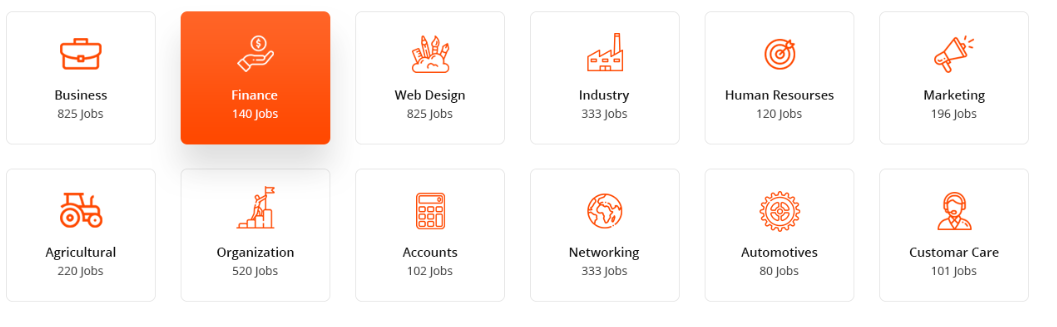 Business
825 Jobs
Finance
140 Jobs
Web Design
825 Jobs
Industry
333 Jobs
Human Resourses
120 Jobs
Marketing
196 Jobs
Agricultural
220 Jobs
Organization
520 Jobs
Accounts
102 Jobs
Networking
333 Jobs
Automotives
80 Jobs
Customar Care
101 Jobs